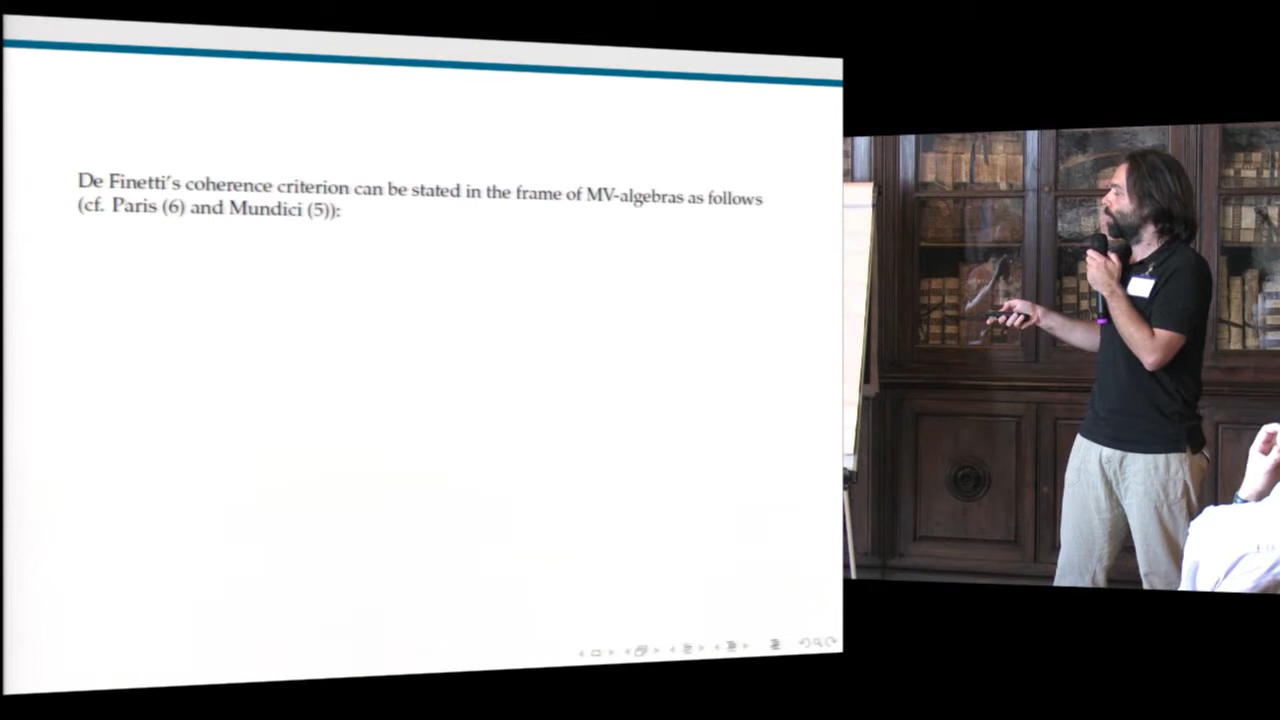 De Finetti's coherence criterion can be stated in the frame of MV-algebras as follows
(cf. Paris (6) and Mundici (5)):